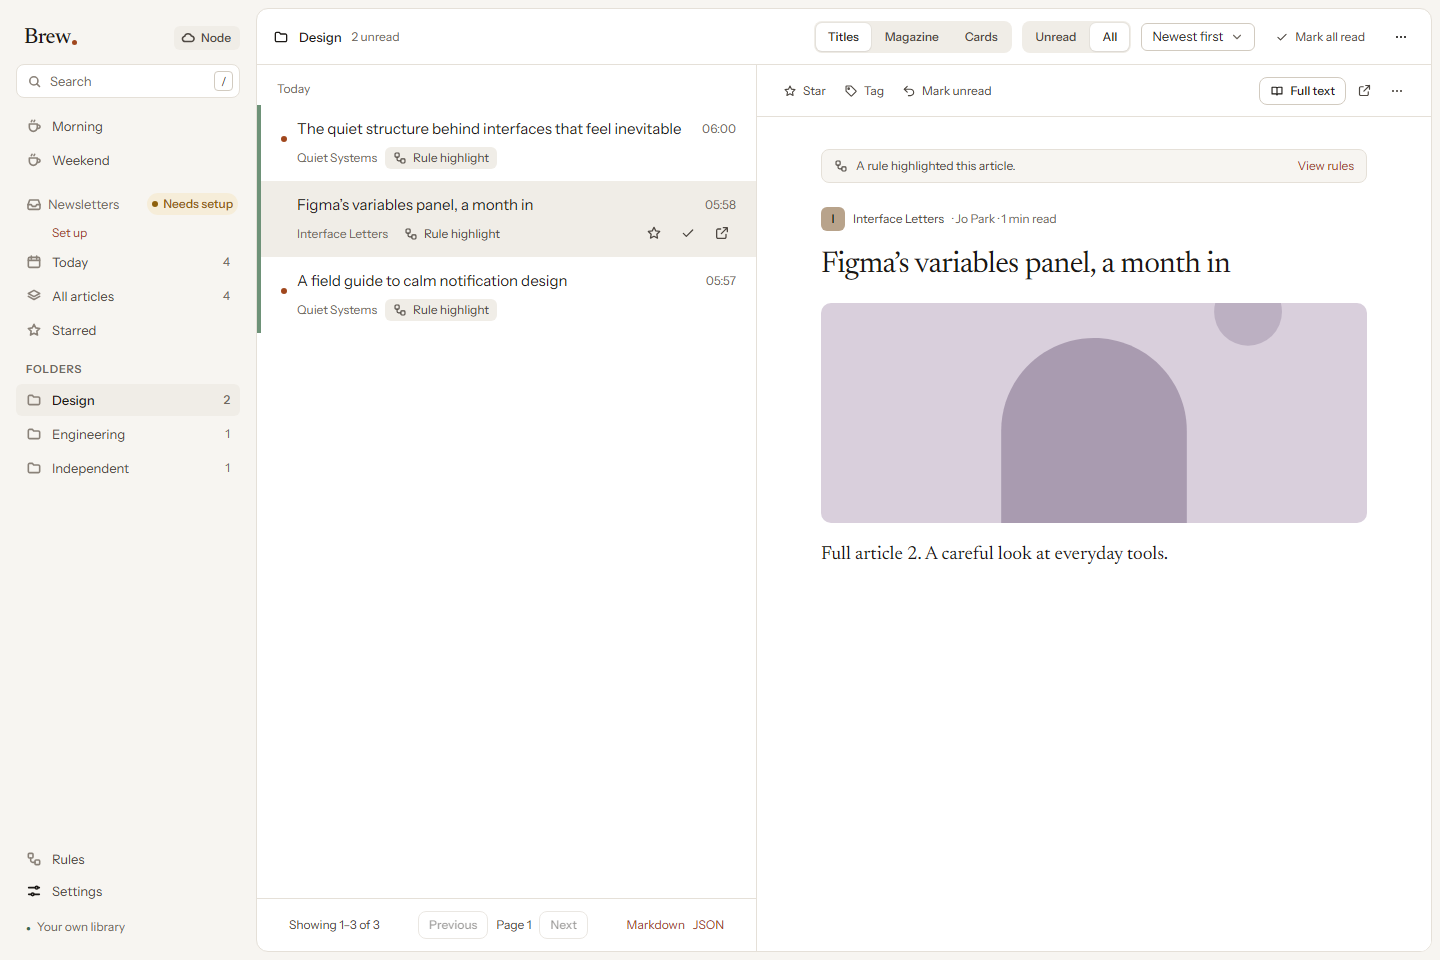 Brew.
Node
Search
/
Morning
Weekend
Newsletters
Needs setup
Set up
Today
4
All articles
4
Starred
FOLDERS
Design
2
Engineering
1
Independent
1
Rules
Settings
Your own library
Design
2 unread
Titles
Magazine
Cards
Unread
All
Newest first
Mark all read
Today
The quiet structure behind interfaces that feel inevitable
06:00
Quiet Systems
Rule highlight
Figma’s variables panel, a month in
05:58
Interface Letters
Rule highlight
A field guide to calm notification design
05:57
Quiet Systems
Rule highlight
Showing 1–3 of 3
Previous
Page 1
Next
Markdown
JSON
Star
Tag
Mark unread
Full text
A rule highlighted this article.
View rules
I
Interface Letters · Jo Park · 1 min read
Figma’s variables panel, a month in
Full article 2. A careful look at everyday tools.